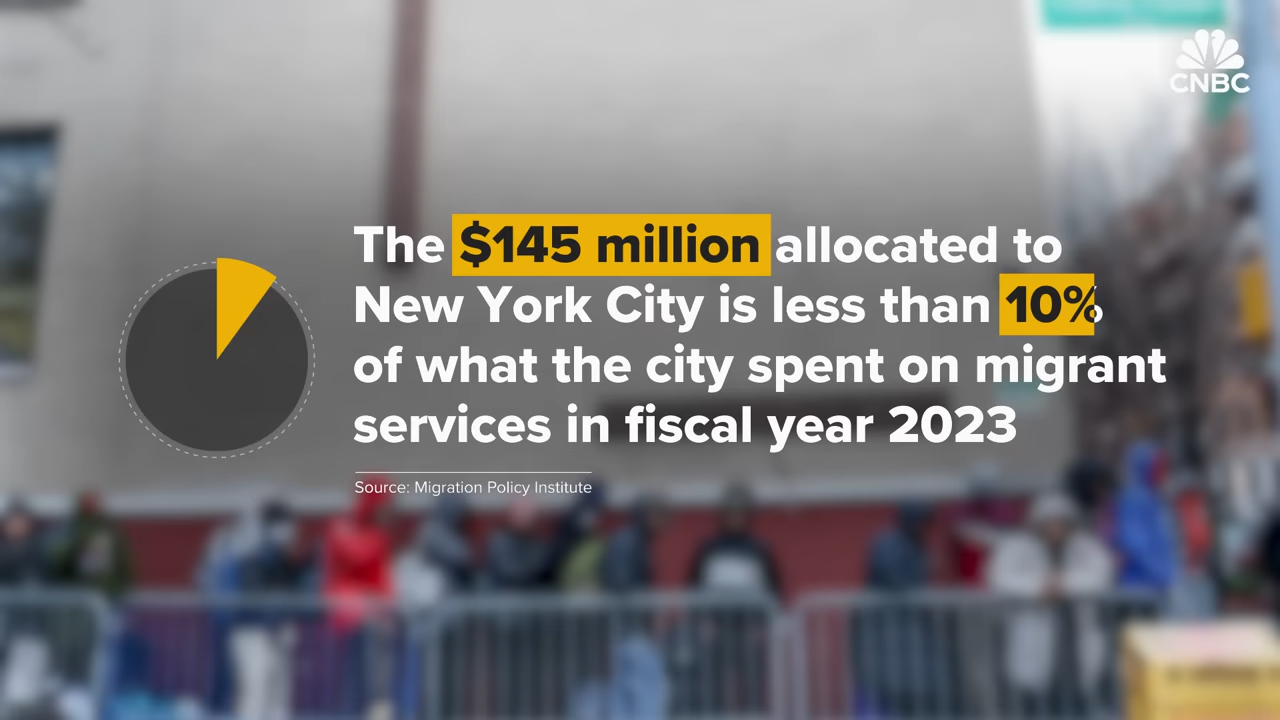 CNBC
The $145 million allocated to
New York City is less than 10%
of what the city spent on migrant
services in fiscal year 2023
Source: Migration Policy Institute